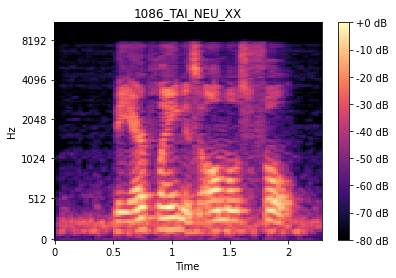 1086_TAI_NEU_XX
+0 dB
8192
-10 dB
4096
-20 dB
-30 dB
2048
Hz
-40 dB
1024
-50 dB
512
-60 dB
-70 dB
0
-80 dB
0
0.5
1
1.5
2
Time